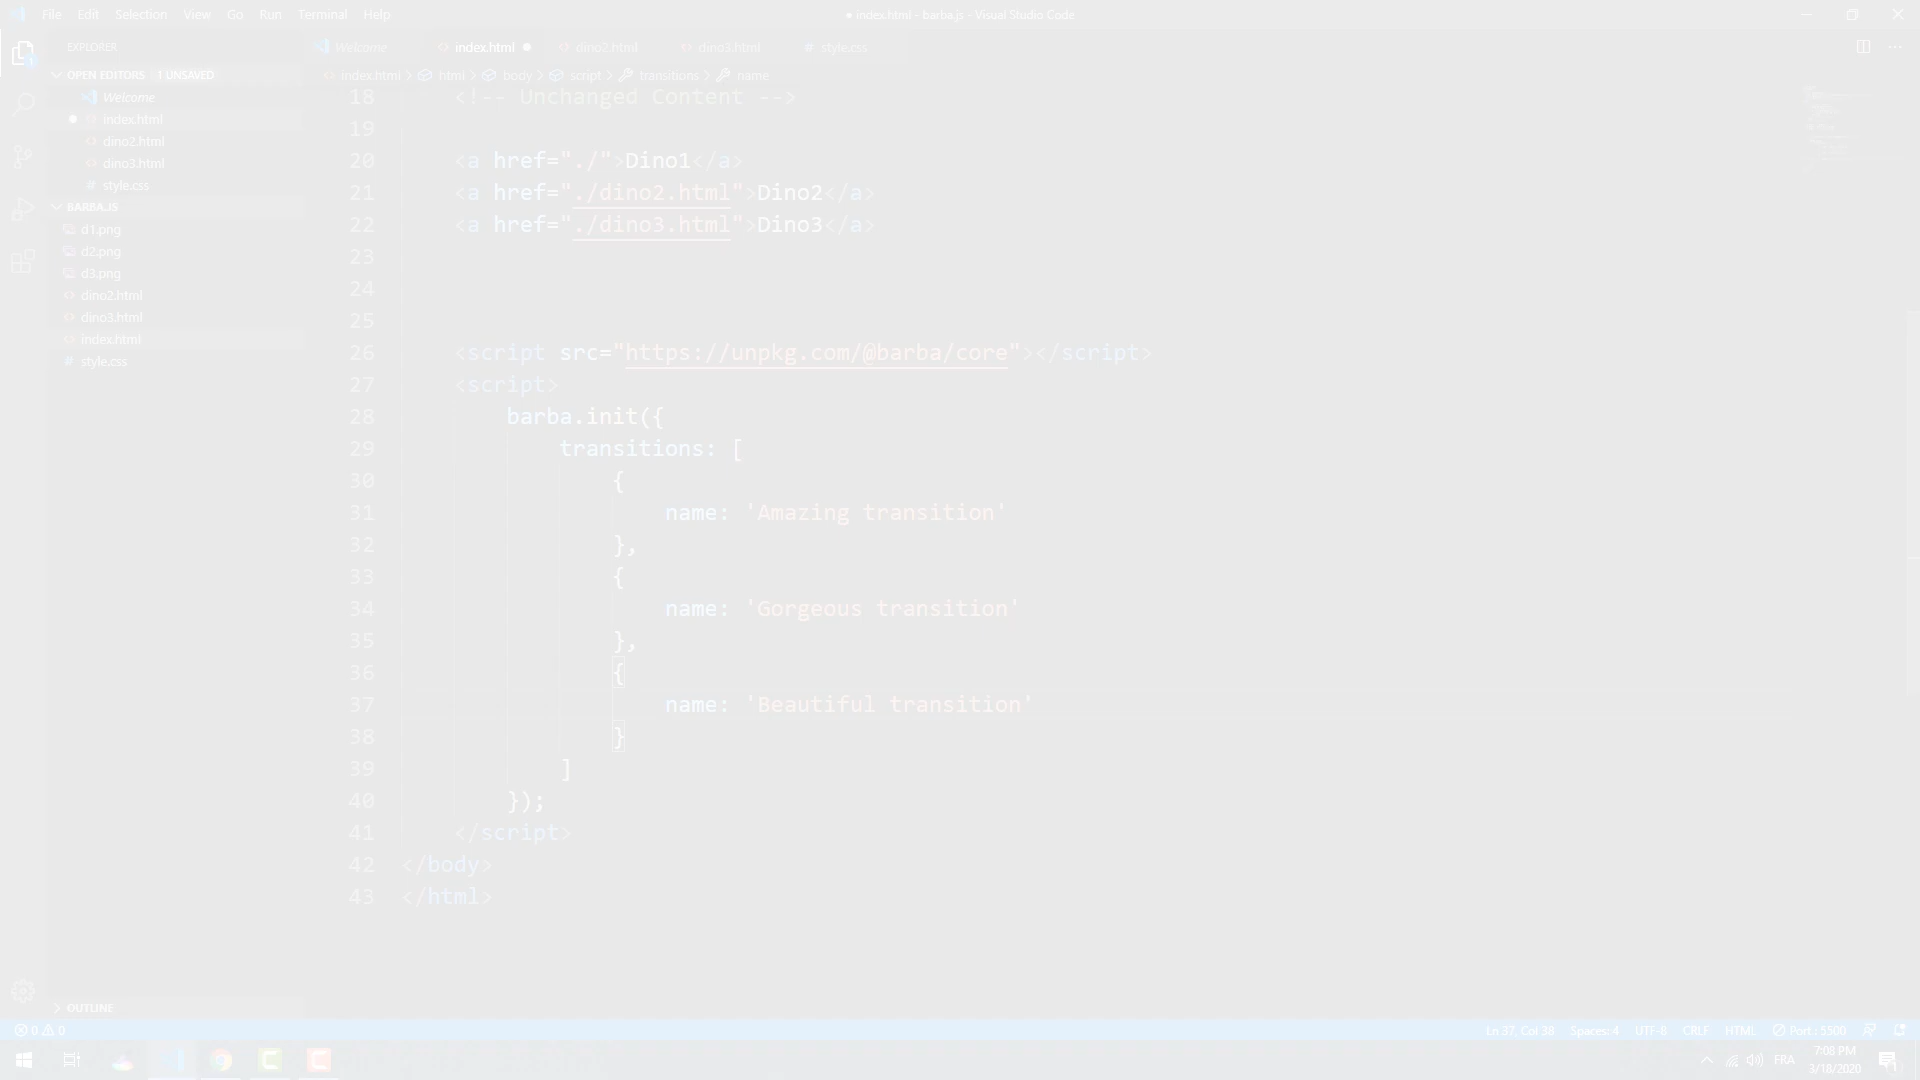 File Edit Selection View Go Run Terminal Help
● index.html - barba.js - Visual Studio Code
EXPLORER
OPEN EDITORS 1 UNSAVED
Welcome
index.html
dino2.html
dino3.html
style.css
BARBA.JS
d1.png
d2.png
d3.png
dino2.html
dino3.html
index.html
style.css
OUTLINE
Welcome index.html ● dino2.html dino3.html # style.css
index.html > html > body > script > transitions > name
18 <!-- Unchanged Content -->
19
20 <a href="./">Dino1</a>
21 <a href="./dino2.html">Dino2</a>
22 <a href="./dino3.html">Dino3</a>
23
24
25
26 <script src="https://unpkg.com/@barba/core"></script>
27 <script>
28 barba.init({
29 transitions: [
30 {
31 name: 'Amazing transition'
32 },
33 {
34 name: 'Gorgeous transition'
35 },
36 {
37 name: 'Beautiful transition'
38 }
39 ]
40 });
41 </script>
42 </body>
43 </html>
0 0 Ln 37, Col 38 Spaces: 4 UTF-8 CRLF HTML Port : 5500
FRA 7:08 PM
3/18/2020